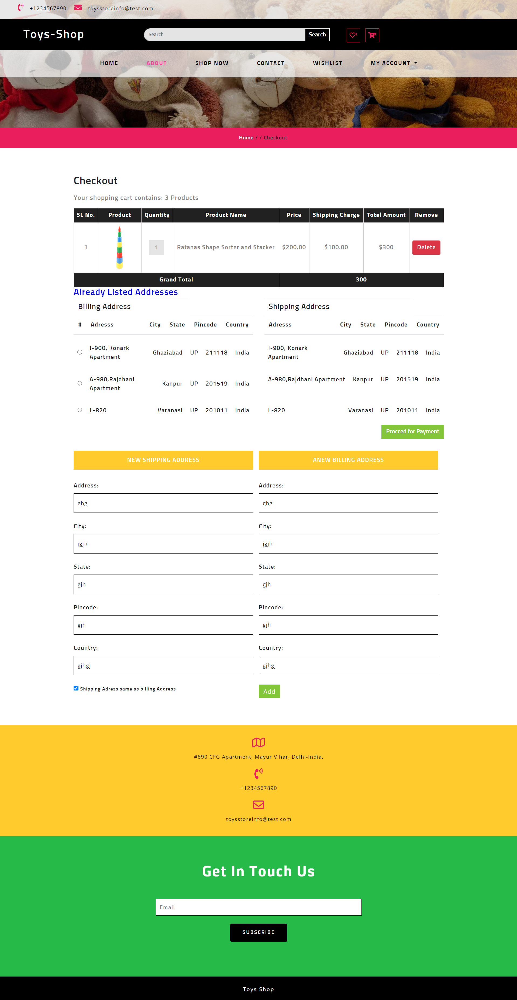 +1234567890 toysstoreinfo@test.com
Toys-Shop Search Search 1 1
HOME ABOUT SHOP NOW CONTACT WISHLIST MY ACCOUNT
Home / / Checkout
Checkout
Your shopping cart contains: 3 Products
SL No. Product Quantity Product Name Price Shipping Charge Total Amount Remove
1 1 Ratanas Shape Sorter and Stacker $200.00 $100.00 $300 Delete
Grand Total 300
Already Listed Addresses
Billing Address Shipping Address
# Adresss City State Pincode Country Adresss City State Pincode Country
J-900, Konark Apartment Ghaziabad UP 211118 India J-900, Konark Apartment Ghaziabad UP 211118 India
A-980,Rajdhani Apartment Kanpur UP 201519 India A-980,Rajdhani Apartment Kanpur UP 201519 India
L-820 Varanasi UP 201011 India L-820 Varanasi UP 201011 India
Procced for Payment
NEW SHIPPING ADDRESS ANEW BILLING ADDRESS
Address: Address:
ghg ghg
City: City:
jgjh jgjh
State: State:
gjh gjh
Pincode: Pincode:
gjh gjh
Country: Country:
gjhgj gjhgj
Shipping Adress same as billing Address Add
#890 CFG Apartment, Mayur Vihar, Delhi-India.
+1234567890
toysstoreinfo@test.com
Get In Touch Us
Email
SUBSCRIBE
Toys Shop